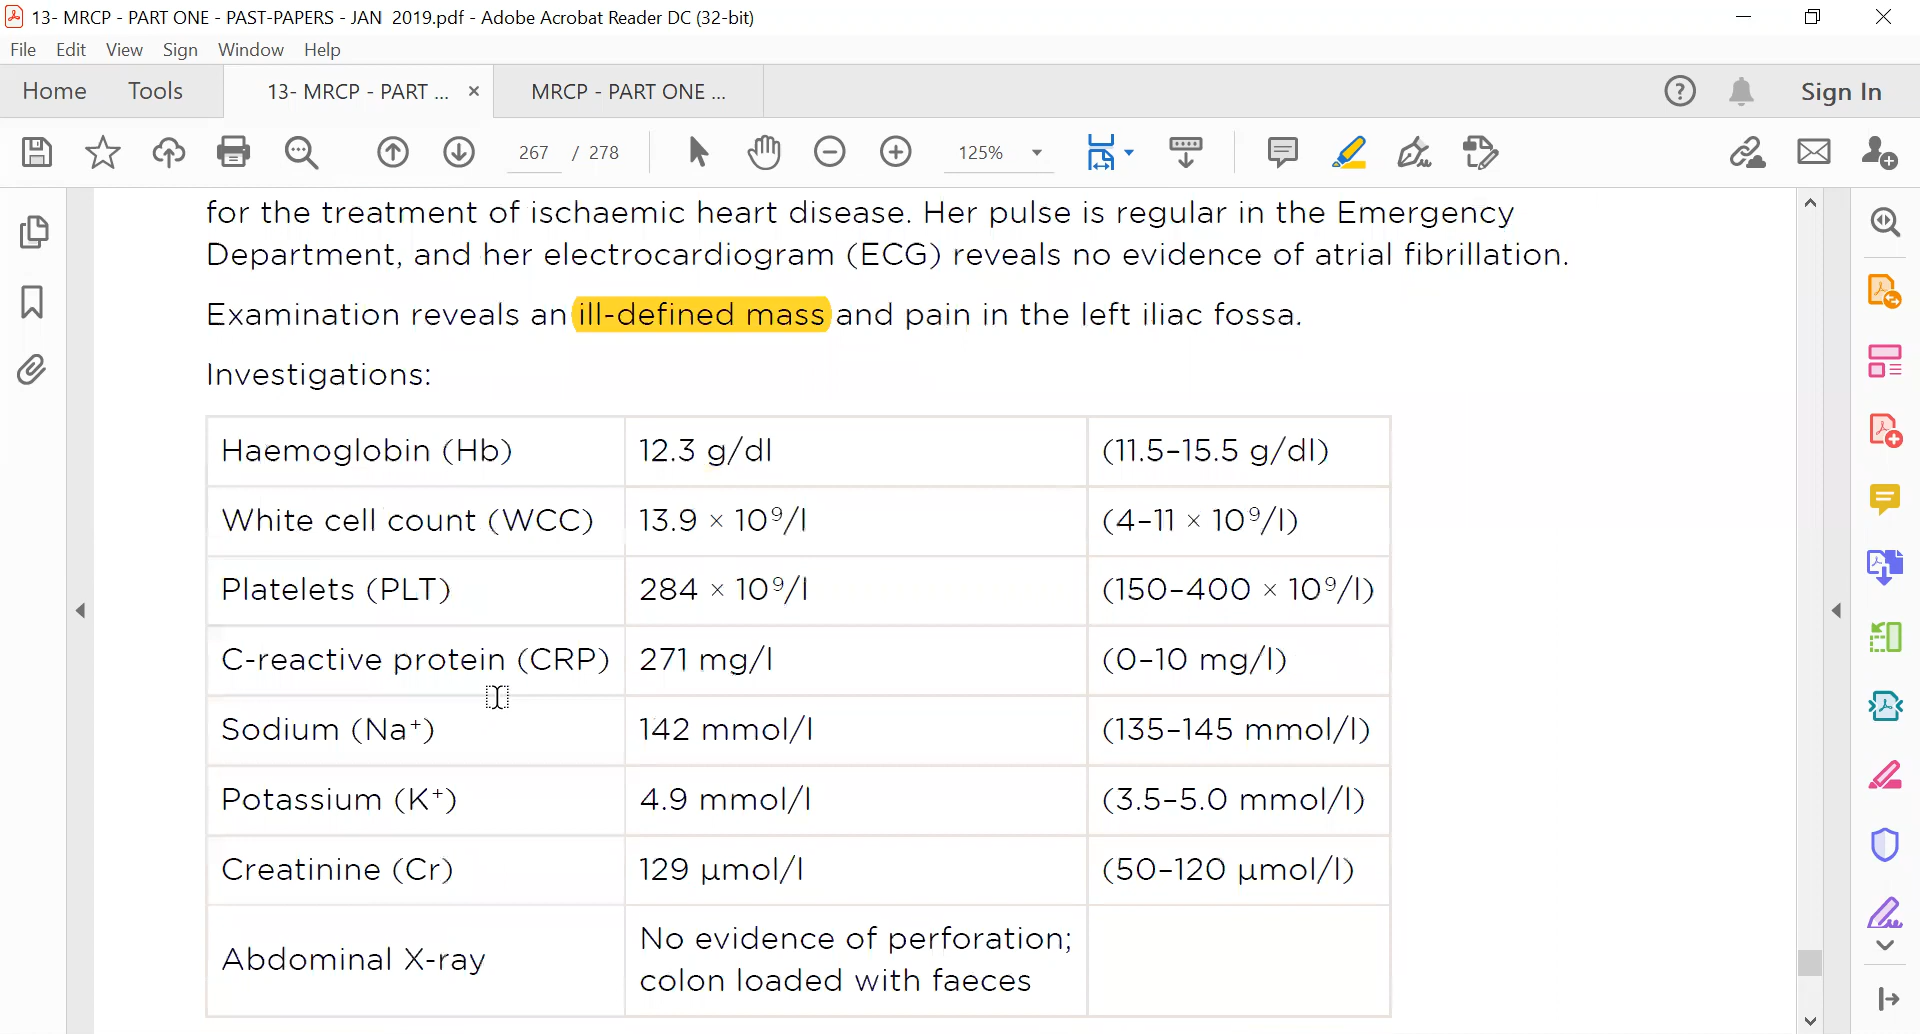 13- MRCP - PART ONE - PAST-PAPERS - JAN  2019.pdf - Adobe Acrobat Reader DC (32-bit)
File Edit View Sign Window Help
Home Tools 13- MRCP - PART ... × MRCP - PART ONE ... Sign In
267 / 278 125%
for the treatment of ischaemic heart disease. Her pulse is regular in the Emergency
Department, and her electrocardiogram (ECG) reveals no evidence of atrial fibrillation.
Examination reveals an ill-defined mass and pain in the left iliac fossa.
Investigations:
Haemoglobin (Hb) 12.3 g/dl (11.5–15.5 g/dl)
White cell count (WCC) 13.9 × 10⁹/l (4–11 × 10⁹/l)
Platelets (PLT) 284 × 10⁹/l (150–400 × 10⁹/l)
C-reactive protein (CRP) 271 mg/l (0–10 mg/l)
Sodium (Na⁺) 142 mmol/l (135–145 mmol/l)
Potassium (K⁺) 4.9 mmol/l (3.5–5.0 mmol/l)
Creatinine (Cr) 129 µmol/l (50–120 µmol/l)
Abdominal X-ray No evidence of perforation;
colon loaded with faeces